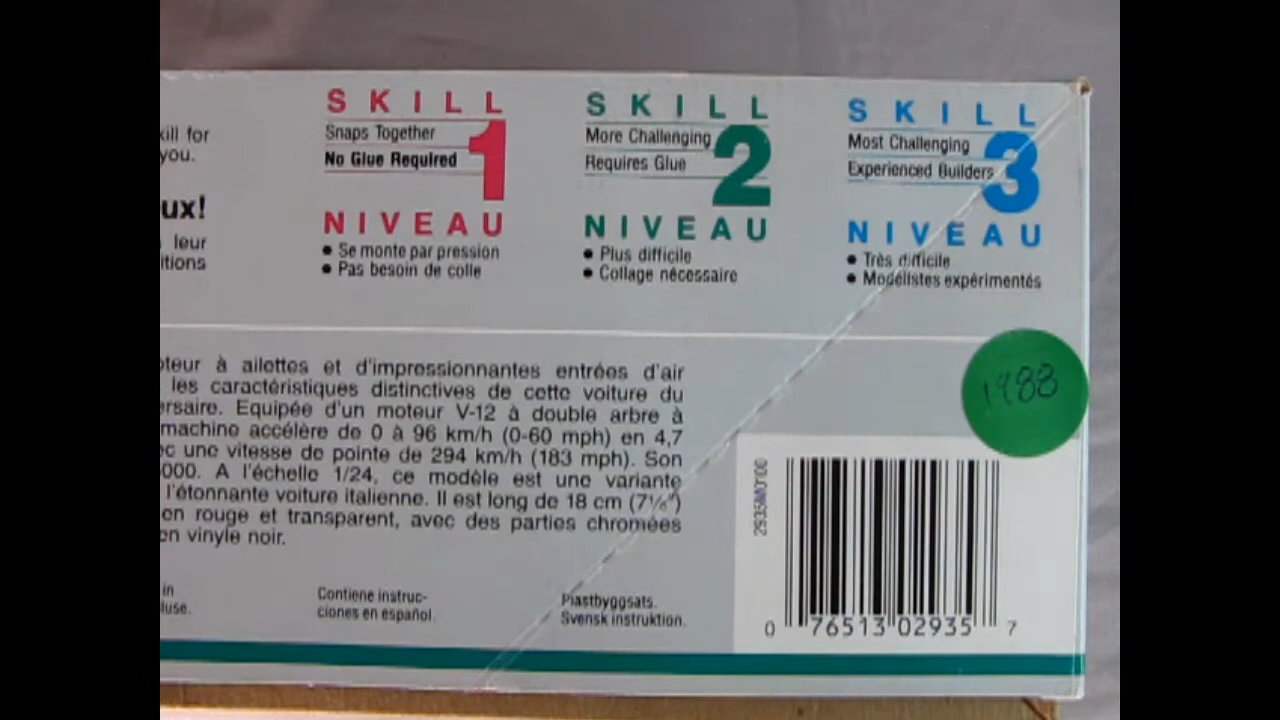 kill for
you.
ux!
leur
itions
SKILL
Snaps Together
No Glue Required
1
NIVEAU
● Se monte par pression
● Pas besoin de colle
SKILL
More Challenging
Requires Glue
2
NIVEAU
● Plus difficile
● Collage nécessaire
SKILL
Most Challenging
Experienced Builders
3
NIVEAU
● Très difficile
● Modélistes expérimentés
1988
oteur à ailettes et d'impressionnantes entrées d'air
les caractéristiques distinctives de cette voiture du
ersaire. Equipée d'un moteur V-12 à double arbre à
machine accélère de 0 à 96 km/h (0-60 mph) en 4,7
ec une vitesse de pointe de 294 km/h (183 mph). Son
000. A l'échelle 1/24, ce modèle est une variante
l'étonnante voiture italienne. Il est long de 18 cm (7⅛")
en rouge et transparent, avec des parties chromées
en vinyle noir.
in
luse.
Contiene instruc-
ciones en español.
Plastbyggsats.
Svensk instruktion.
0 76513 02935 7